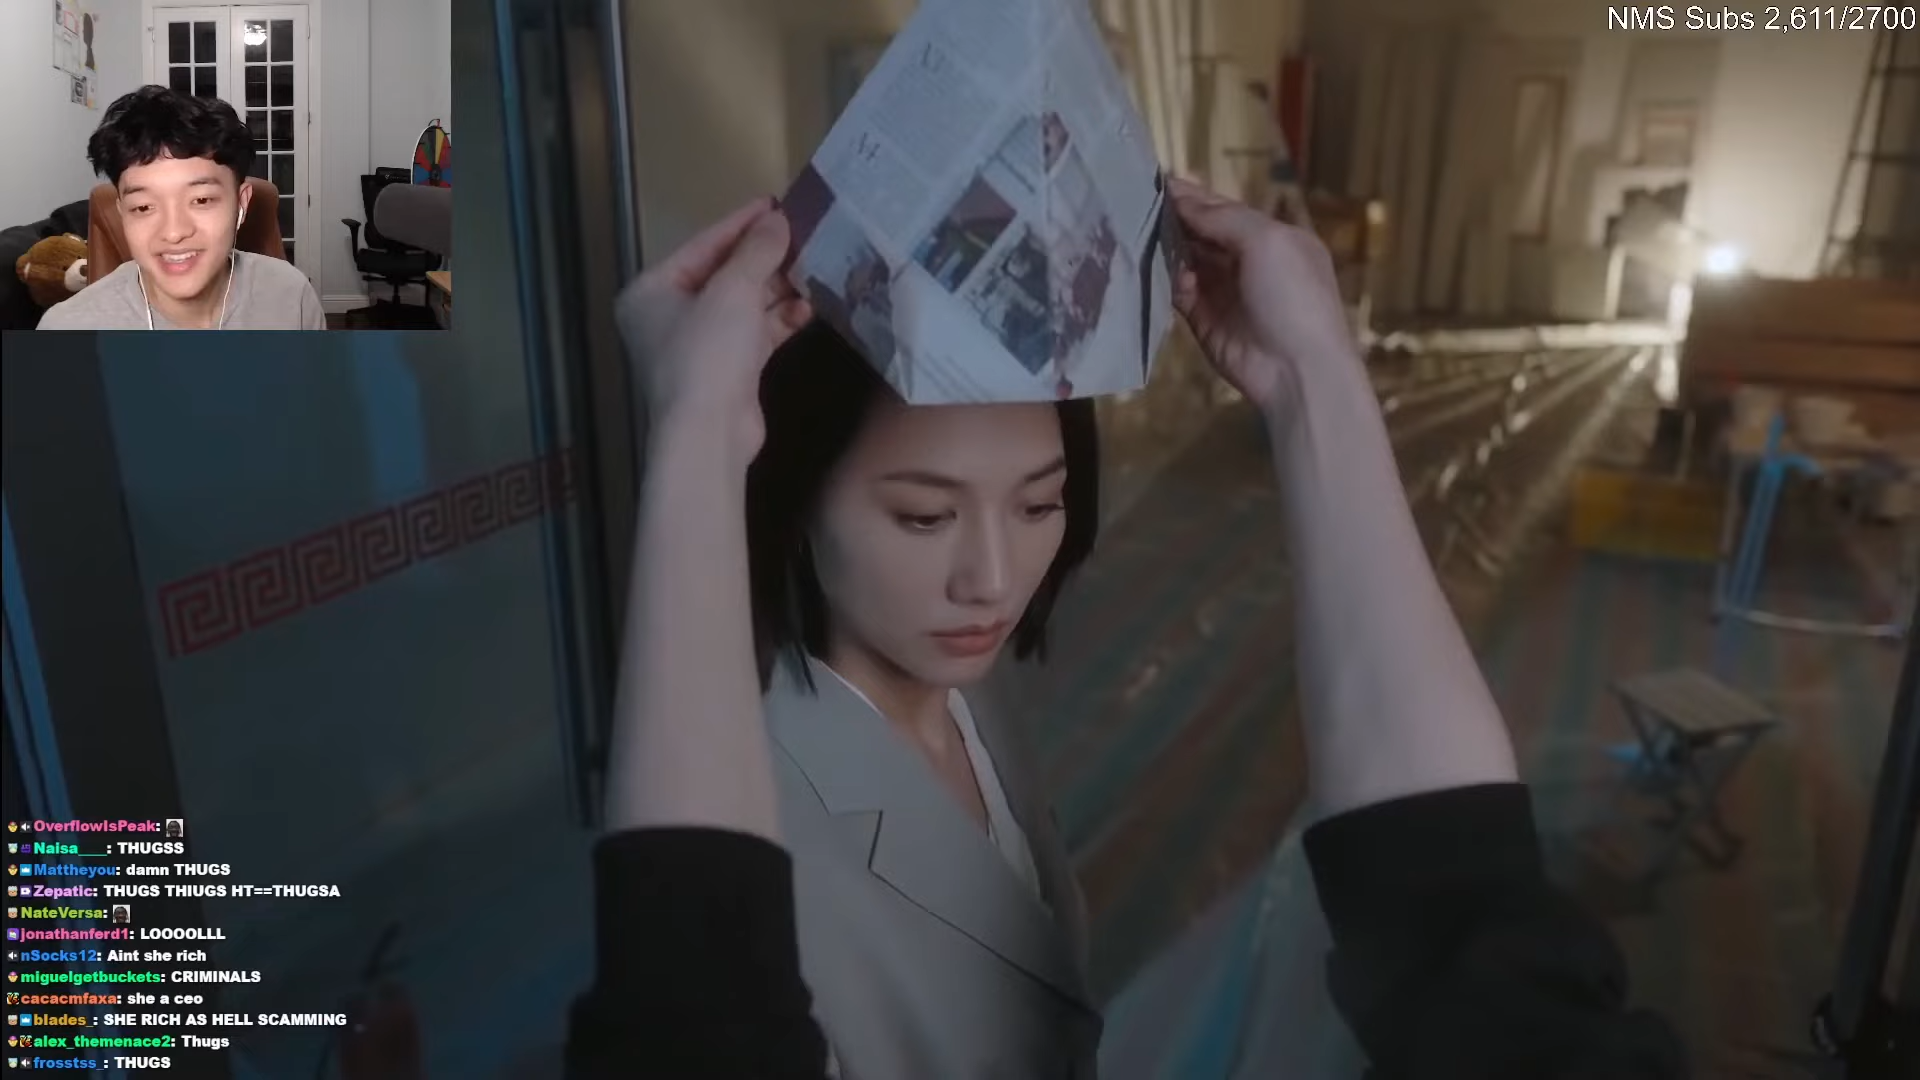 NMS Subs 2,611/2700
OverflowIsPeak:
Naisa____: THUGSS
Mattheyou: damn THUGS
Zepatic: THUGS THIUGS HT==THUGSA
NateVersa:
jonathanferd1: LOOOOLLL
nSocks12: Aint she rich
miguelgetbuckets: CRIMINALS
cacacmfaxa: she a ceo
blades_: SHE RICH AS HELL SCAMMING
alex_themenace2: Thugs
frosstss_: THUGS